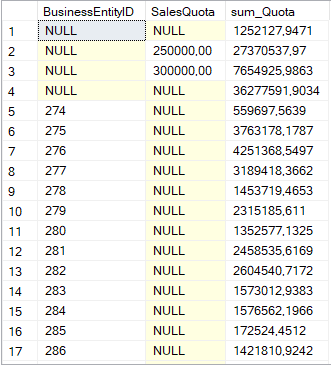 BusinessEntityID SalesQuota sum_Quota
1 NULL NULL 1252127,9471
2 NULL 250000,00 27370537,97
3 NULL 300000,00 7654925,9863
4 NULL NULL 36277591,9034
5 274 NULL 559697,5639
6 275 NULL 3763178,1787
7 276 NULL 4251368,5497
8 277 NULL 3189418,3662
9 278 NULL 1453719,4653
10 279 NULL 2315185,611
11 280 NULL 1352577,1325
12 281 NULL 2458535,6169
13 282 NULL 2604540,7172
14 283 NULL 1573012,9383
15 284 NULL 1576562,1966
16 285 NULL 172524,4512
17 286 NULL 1421810,9242